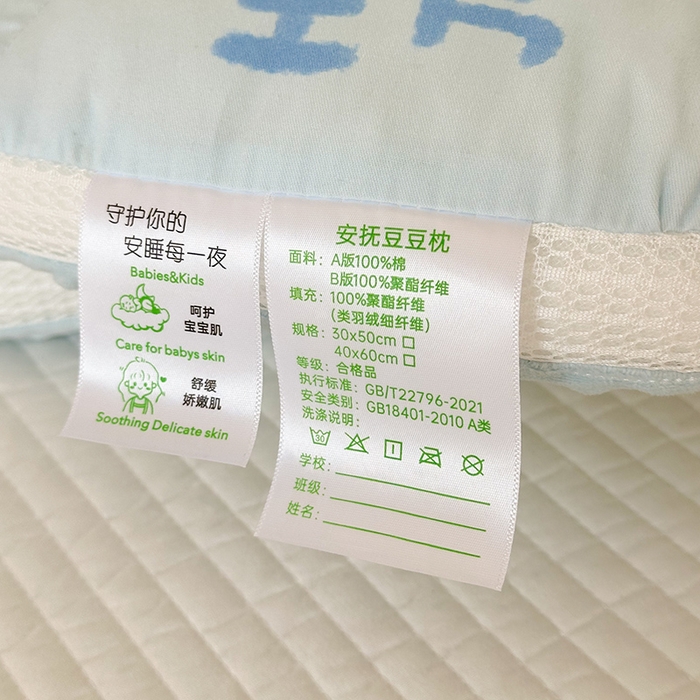 守护你的
安睡每一夜
Babies&Kids
呵护
宝宝肌
Care for babys skin
舒缓
娇嫩肌
Soothing Delicate skin
安抚豆豆枕
面料：A版100%棉
B版100%聚酯纤维
填充：100%聚酯纤维
（类羽绒细纤维）
规格：30x50cm □
40x60cm □
等级：合格品
执行标准：GB/T22796-2021
安全类别：GB18401-2010 A类
洗涤说明：
30
学校：
班级：
姓名：